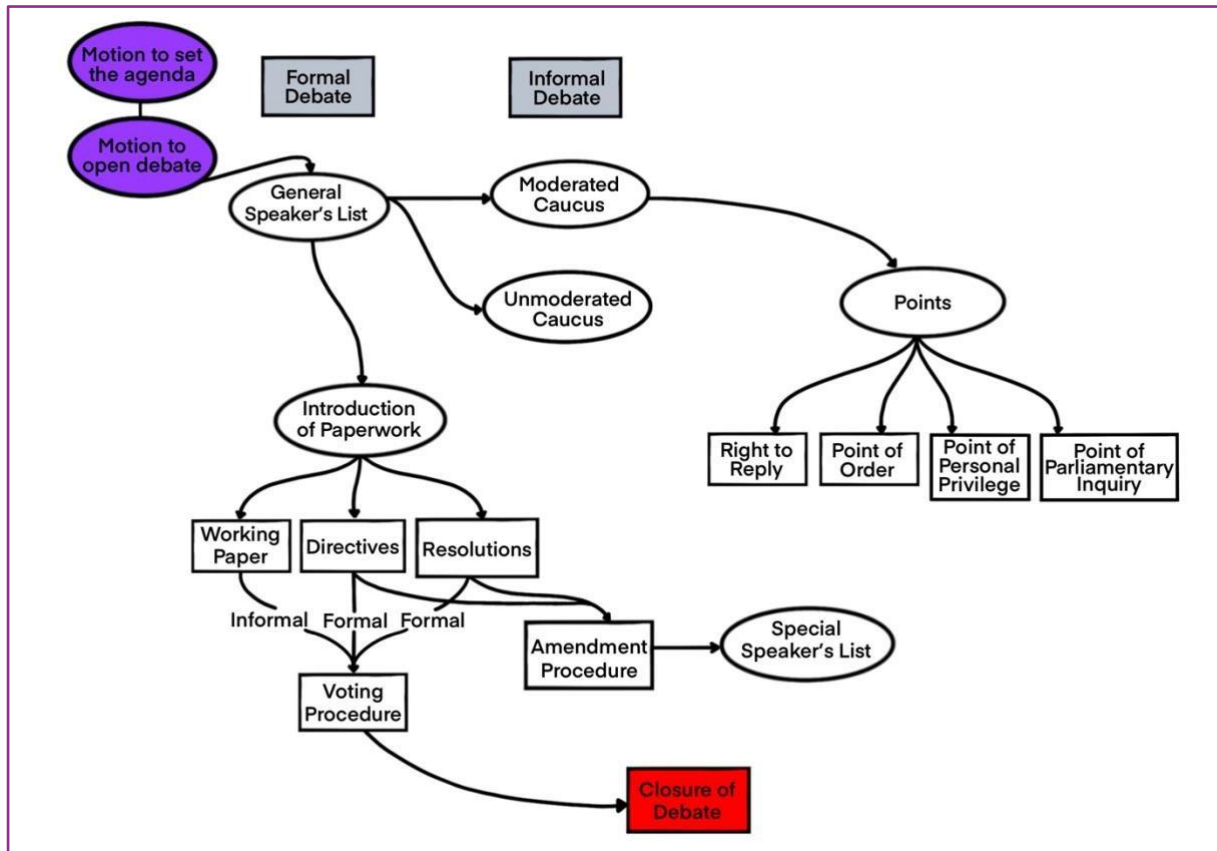 Motion to set
the agenda
Formal
Debate
Informal
Debate
Motion to
open debate
General
Speaker's List
Moderated
Caucus
Unmoderated
Caucus
Points
Introduction
of Paperwork
Right to
Reply
Point of
Order
Point of
Personal
Privilege
Point of
Parliamentary
Inquiry
Working
Paper
Directives
Resolutions
Informal
Formal
Formal
Amendment
Procedure
Special
Speaker's List
Voting
Procedure
Closure of
Debate